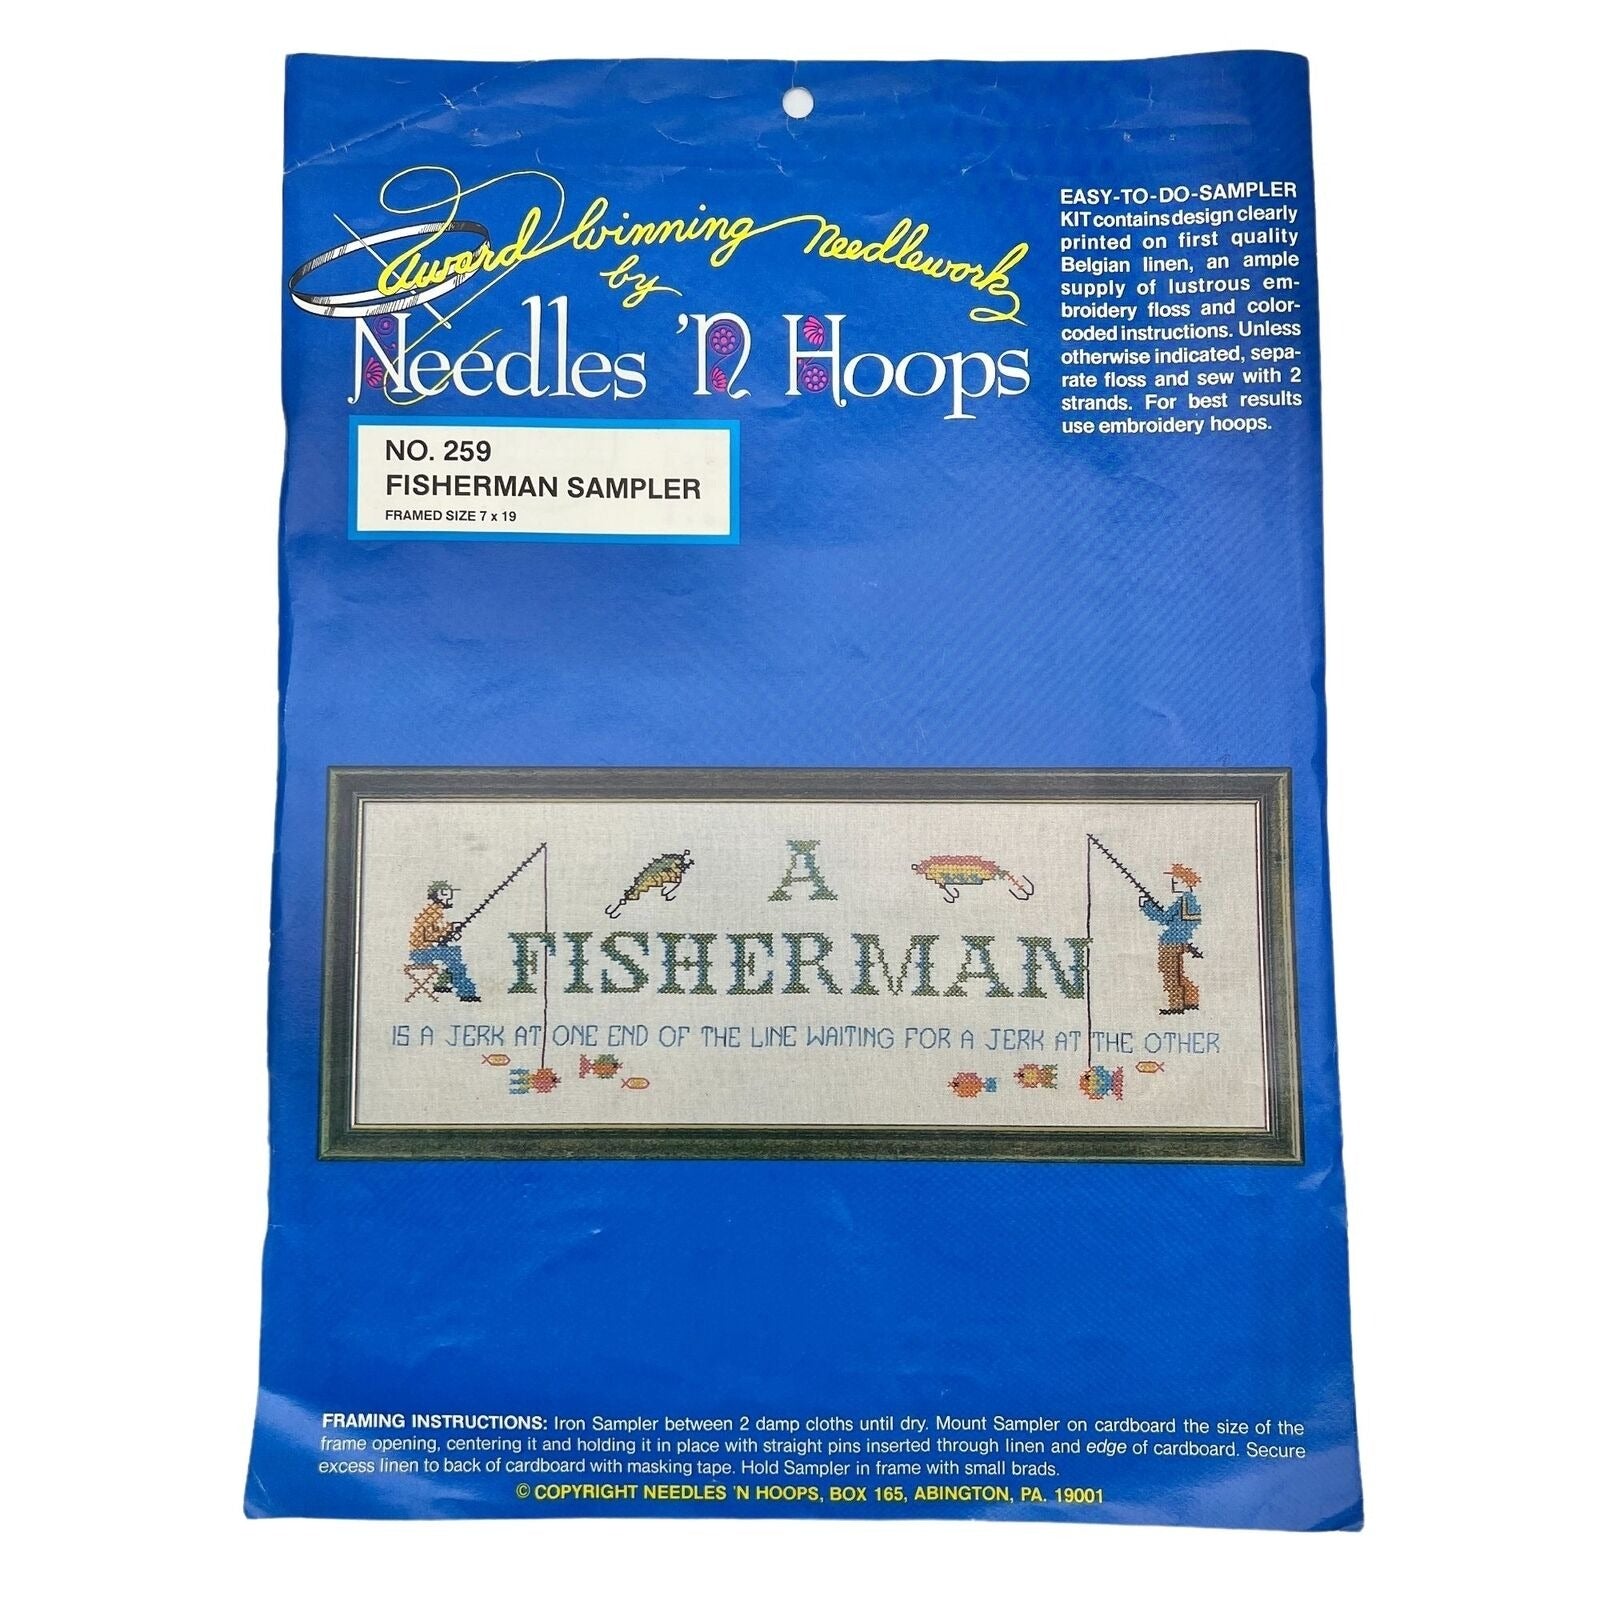 Award Winning Needlework
by
Needles 'N Hoops
NO. 259
FISHERMAN SAMPLER
FRAMED SIZE 7 x 19
EASY-TO-DO-SAMPLER
KIT contains design clearly
printed on first quality
Belgian linen, an ample
supply of lustrous em-
broidery floss and color-
coded instructions. Unless
otherwise indicated, sepa-
rate floss and sew with 2
strands. For best results
use embroidery hoops.
A
FISHERMAN
IS A JERK AT ONE END OF THE LINE WAITING FOR A JERK AT THE OTHER
FRAMING INSTRUCTIONS: Iron Sampler between 2 damp cloths until dry. Mount Sampler on cardboard the size of the
frame opening, centering it and holding it in place with straight pins inserted through linen and edge of cardboard. Secure
excess linen to back of cardboard with masking tape. Hold Sampler in frame with small brads.
© COPYRIGHT NEEDLES 'N HOOPS, BOX 165, ABINGTON, PA. 19001